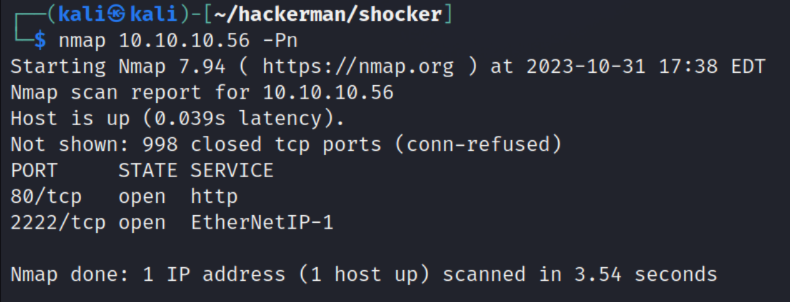 ┌──(kali㉿kali)-[~/hackerman/shocker]
└─$ nmap 10.10.10.56 -Pn
Starting Nmap 7.94 ( https://nmap.org ) at 2023-10-31 17:38 EDT
Nmap scan report for 10.10.10.56
Host is up (0.039s latency).
Not shown: 998 closed tcp ports (conn-refused)
PORT     STATE SERVICE
80/tcp   open  http
2222/tcp open  EtherNetIP-1

Nmap done: 1 IP address (1 host up) scanned in 3.54 seconds